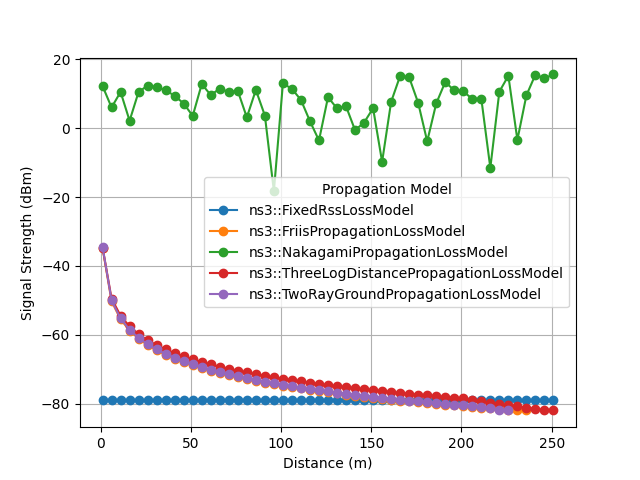 20
0
−20
−40
−60
−80
Signal Strength (dBm)
Propagation Model
ns3::FixedRssLossModel
ns3::FriisPropagationLossModel
ns3::NakagamiPropagationLossModel
ns3::ThreeLogDistancePropagationLossModel
ns3::TwoRayGroundPropagationLossModel
0 50 100 150 200 250
Distance (m)